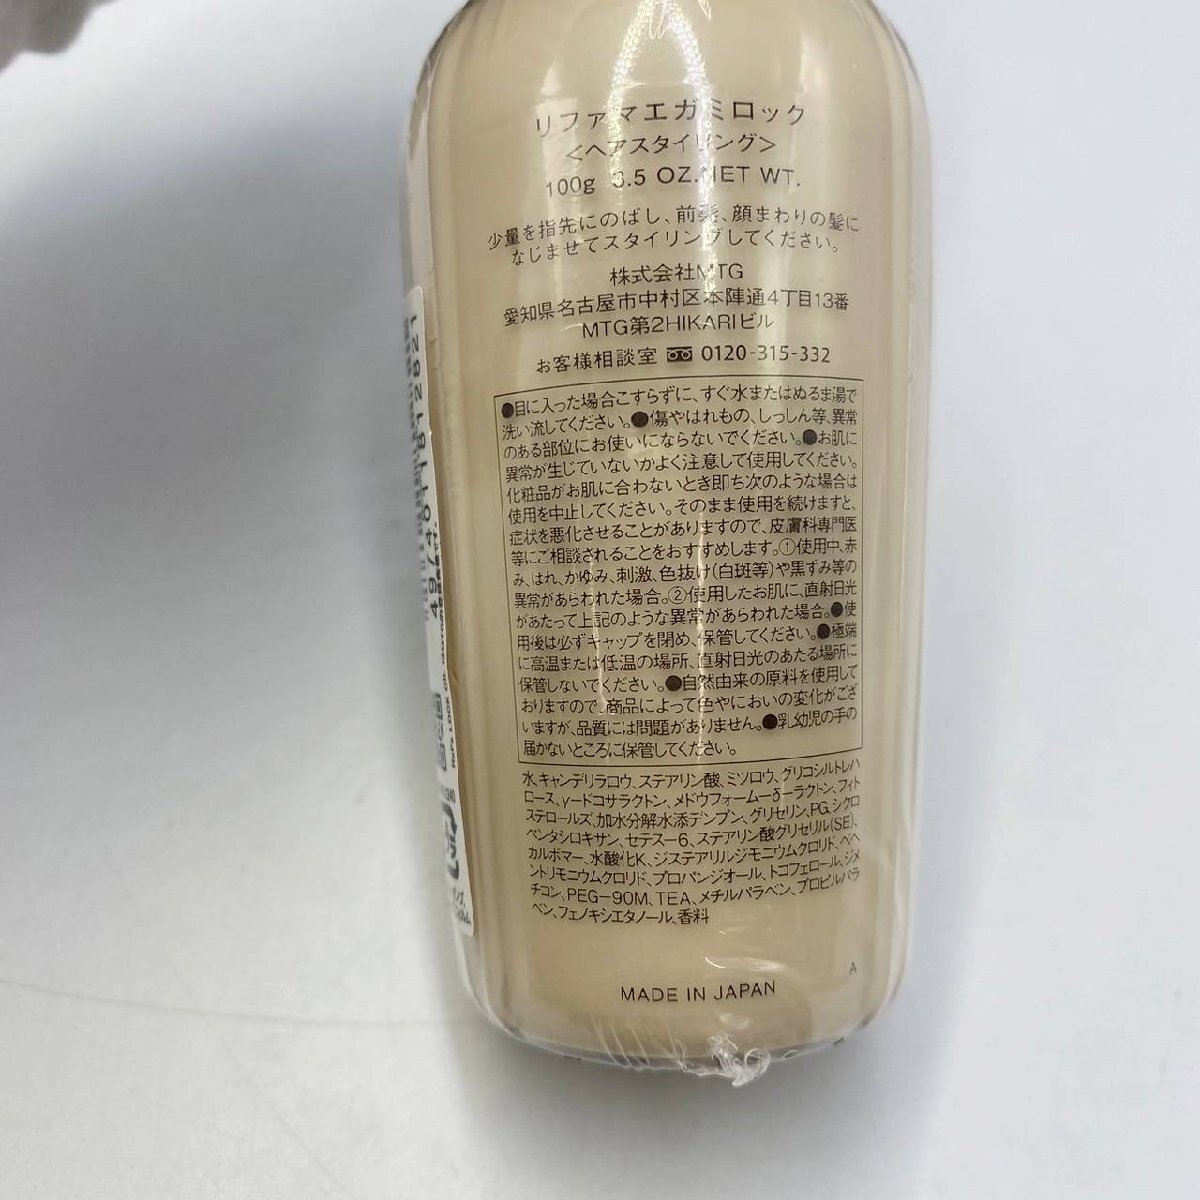 リファマエガミロック
<ヘアスタイリング>
100g 3.5 OZ.NET WT.
少量を指先にのばし、前髪、顔まわりの髪に
なじませてスタイリングしてください。
株式会社MTG
愛知県名古屋市中村区本陣通4丁目13番
MTG第2HIKARIビル
お客様相談室 0120-315-332
●目に入った場合こすらずに、すぐ水またはぬるま湯で
洗い流してください。●傷やはれもの、しっしん等、異常
のある部位にお使いにならないでください。●お肌に
異常が生じていないかよく注意して使用してください。
化粧品がお肌に合わないとき即ち次のような場合は
使用を中止してください。そのまま使用を続けますと、
症状を悪化させることがありますので、皮膚科専門医
等にご相談されることをおすすめします。①使用中、赤
み、はれ、かゆみ、刺激、色抜け(白斑等)や黒ずみ等の
異常があらわれた場合。②使用したお肌に、直射日光
があたって上記のような異常があらわれた場合。●使
用後は必ずキャップを閉め、保管してください。●極端
に高温または低温の場所、直射日光のあたる場所に
保管しないでください。●自然由来の原料を使用して
おりますので、商品によって色やにおいの変化がござ
いますが、品質には問題がありません。●乳幼児の手の
届かないところに保管してください。
水、キャンデリラロウ、ステアリン酸、ミツロウ、グリコシルトレハ
ロース、γ-ドコサラクトン、メドウフォーム-δ-ラクトン、フィト
ステロールズ、加水分解水添デンプン、グリセリン、PG、シクロ
ペンタシロキサン、セテス-6、ステアリン酸グリセリル(SE)、
カルボマー、水酸化K、ジステアリルジモニウムクロリド、ベヘ
ントリモニウムクロリド、プロパンジオール、トコフェロール、ジメ
チコン、PEG-90M、TEA、メチルパラベン、プロピルパラ
ベン、フェノキシエタノール、香料
A
MADE IN JAPAN